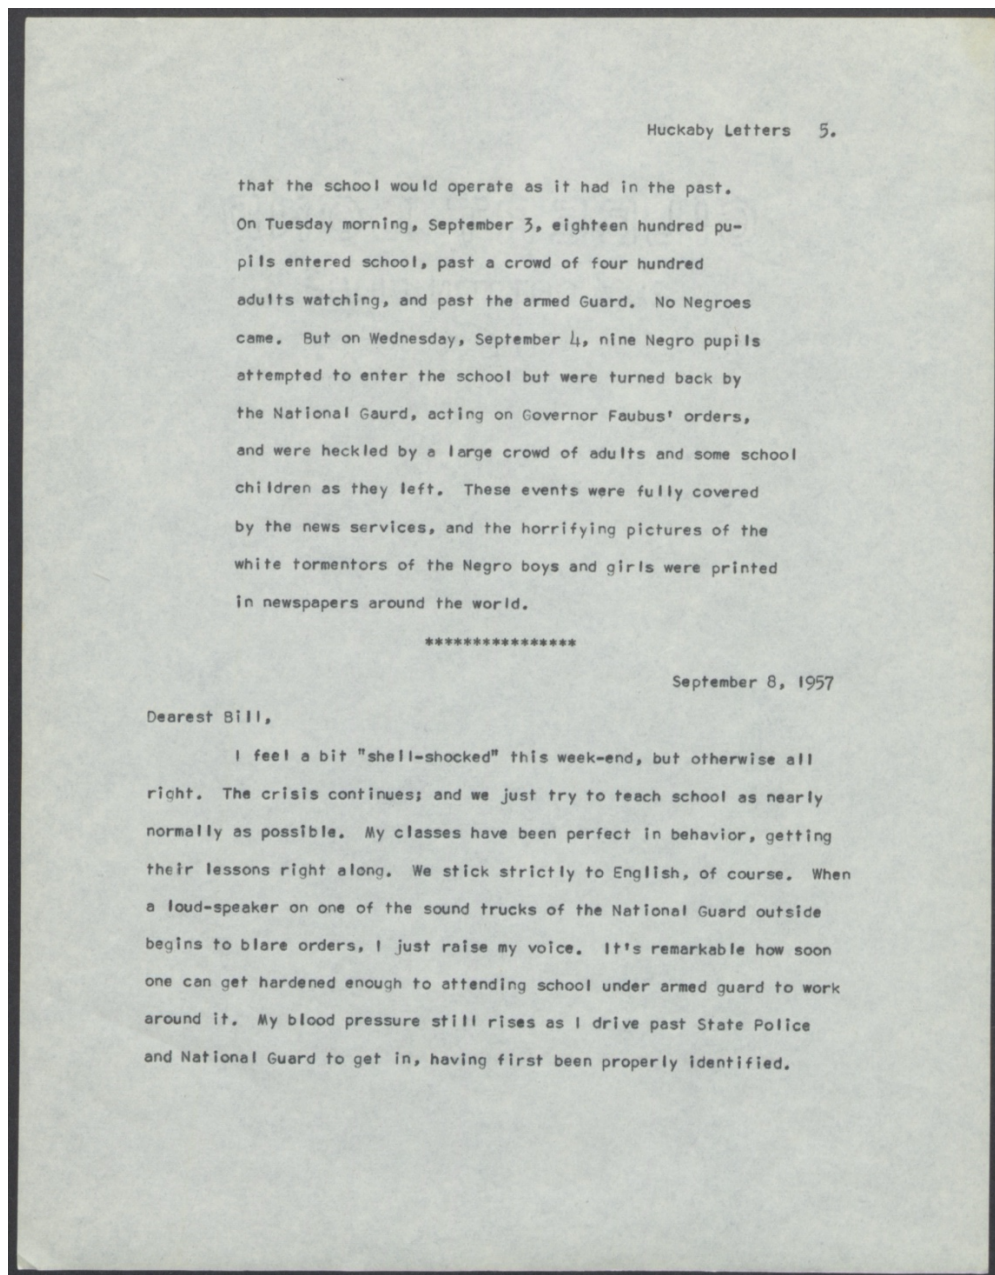 Huckaby Letters 5.
that the school would operate as it had in the past.
On Tuesday morning, September 3, eighteen hundred pu-
pils entered school, past a crowd of four hundred
adults watching, and past the armed Guard. No Negroes
came. But on Wednesday, September 4, nine Negro pupils
attempted to enter the school but were turned back by
the National Gaurd, acting on Governor Faubus' orders,
and were heckled by a large crowd of adults and some school
children as they left. These events were fully covered
by the news services, and the horrifying pictures of the
white tormentors of the Negro boys and girls were printed
in newspapers around the world.
****************
September 8, 1957
Dearest Bill,
I feel a bit "shell-shocked" this week-end, but otherwise all
right. The crisis continues; and we just try to teach school as nearly
normally as possible. My classes have been perfect in behavior, getting
their lessons right along. We stick strictly to English, of course. When
a loud-speaker on one of the sound trucks of the National Guard outside
begins to blare orders, I just raise my voice. It's remarkable how soon
one can get hardened enough to attending school under armed guard to work
around it. My blood pressure still rises as I drive past State Police
and National Guard to get in, having first been properly identified.